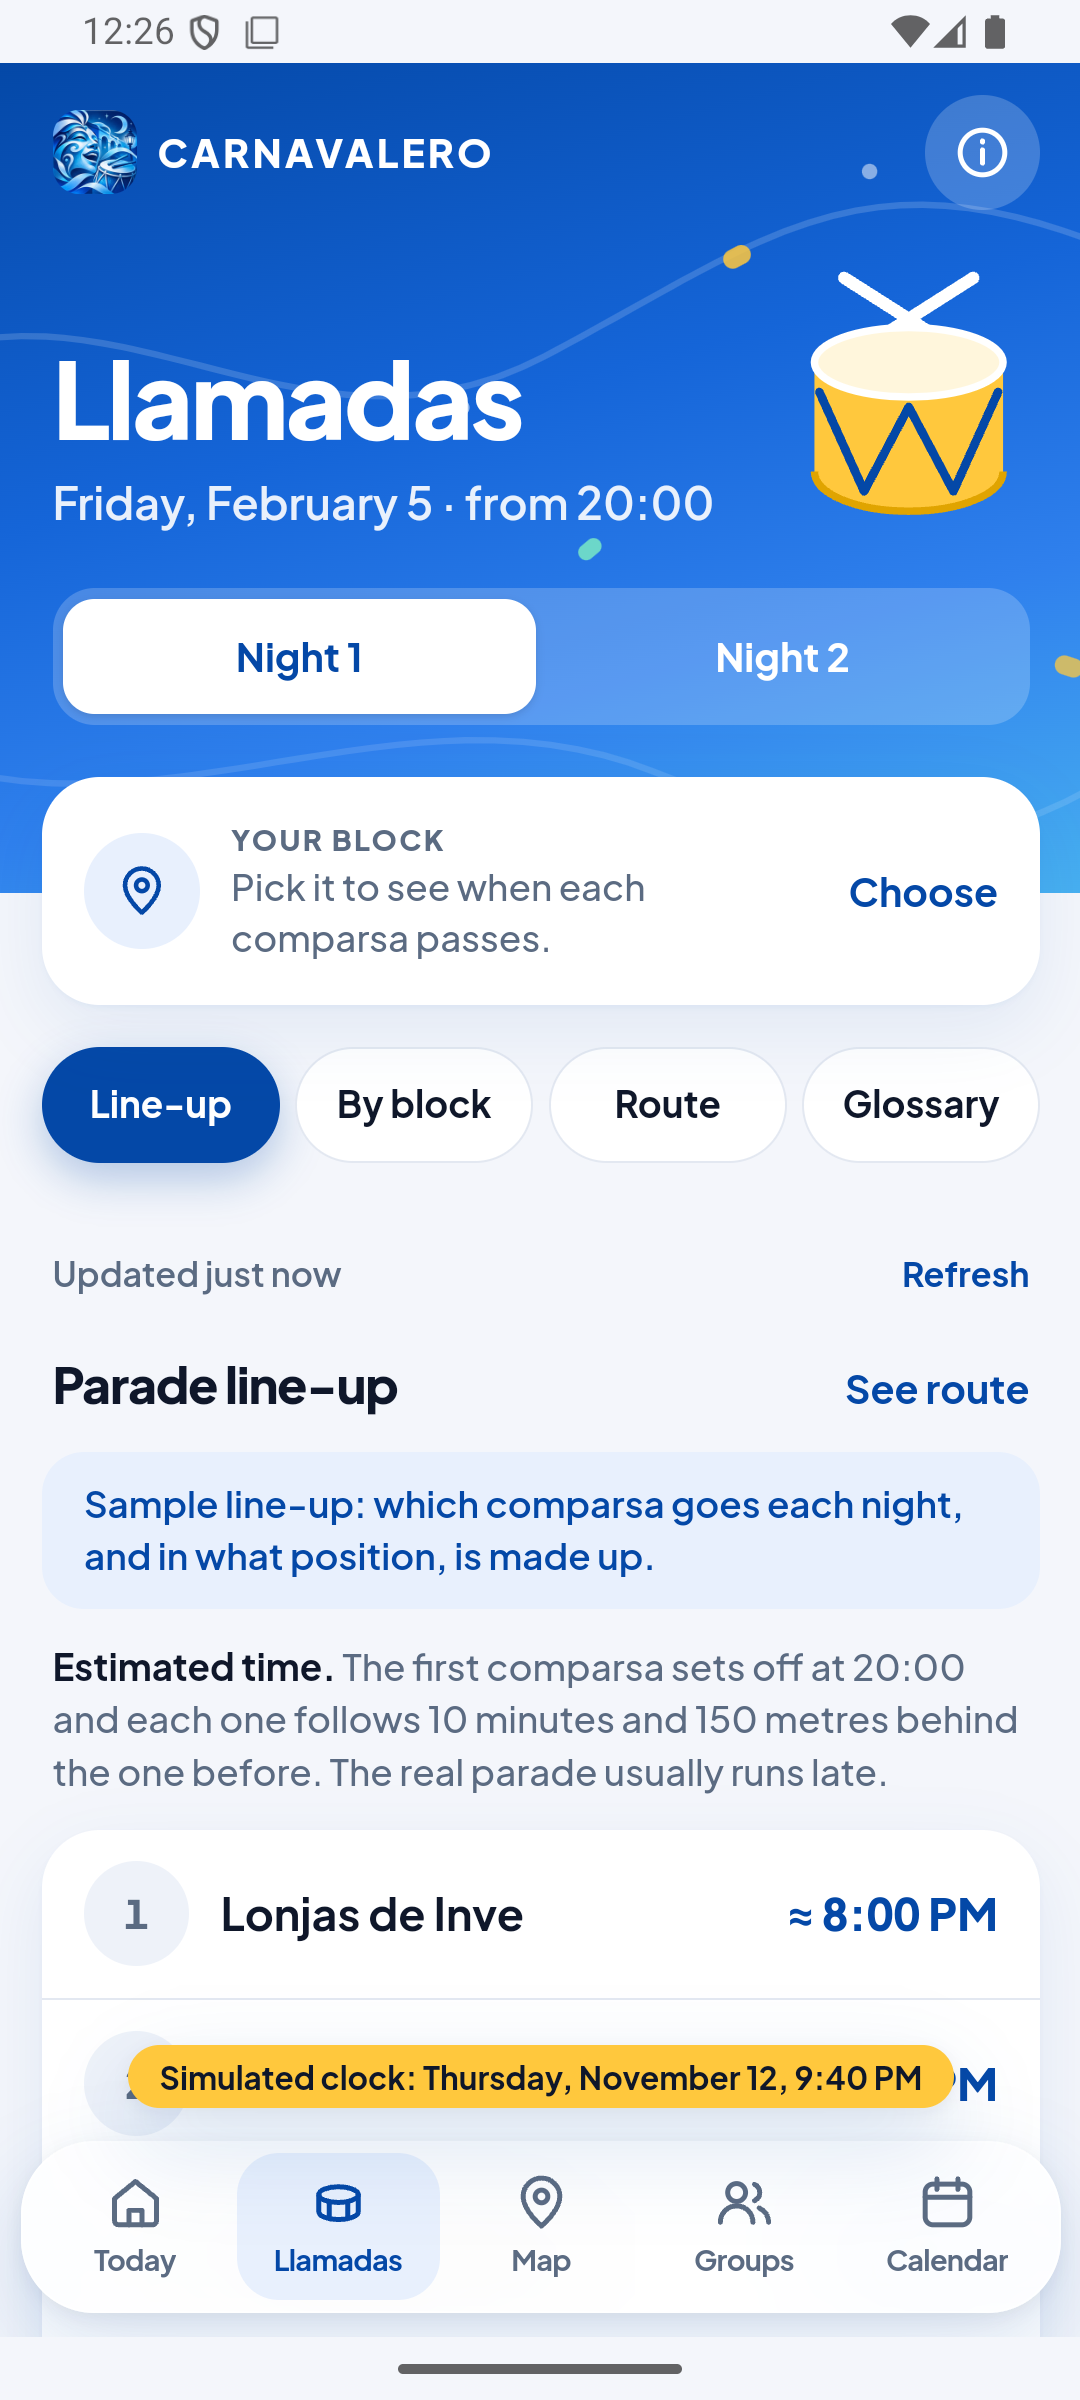 12:26
CARNAVALERO
Llamadas
Friday, February 5 · from 20:00
Night 1
Night 2
YOUR BLOCK
Pick it to see when each
comparsa passes.
Choose
Line-up
By block
Route
Glossary
Updated just now
Refresh
Parade line-up
See route
Sample line-up: which comparsa goes each night,
and in what position, is made up.
Estimated time. The first comparsa sets off at 20:00
and each one follows 10 minutes and 150 metres behind
the one before. The real parade usually runs late.
1
Lonjas de Inve
≈ 8:00 PM
Simulated clock: Thursday, November 12, 9:40 PM
Today
Llamadas
Map
Groups
Calendar